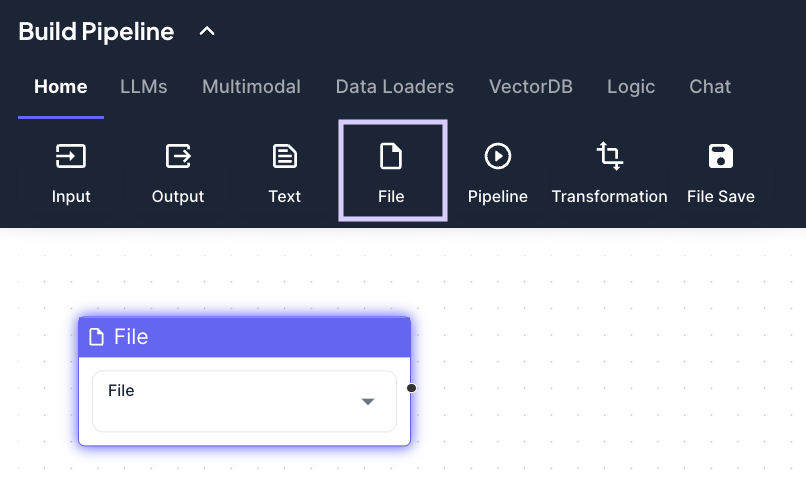 Build Pipeline
Home LLMs Multimodal Data Loaders VectorDB Logic Chat
Input Output Text File Pipeline Transformation File Save
File
File